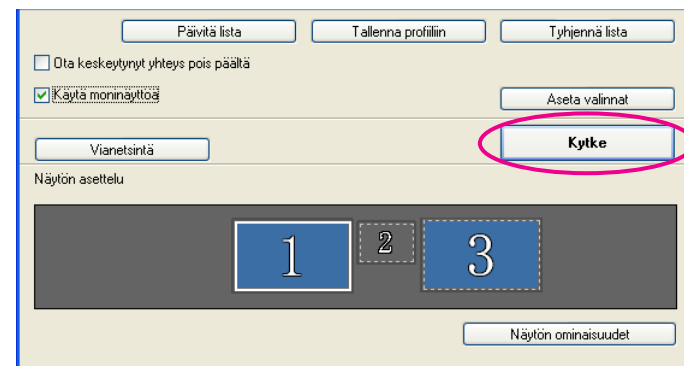 Päivitä lista Tallenna profiiliin Tyhjennä lista
Ota keskeytynyt yhteys pois päältä
Käytä moninäyttöä Aseta valinnat
Vianetsintä Kytke
Näytön asettelu
1 2 3
Näytön ominaisuudet